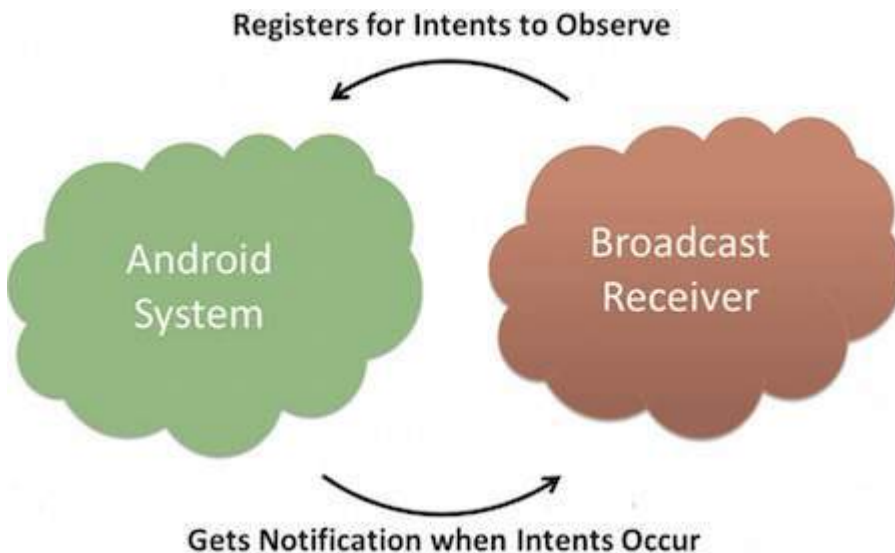 Registers for Intents to Observe
Android
System
Broadcast
Receiver
Gets Notification when Intents Occur